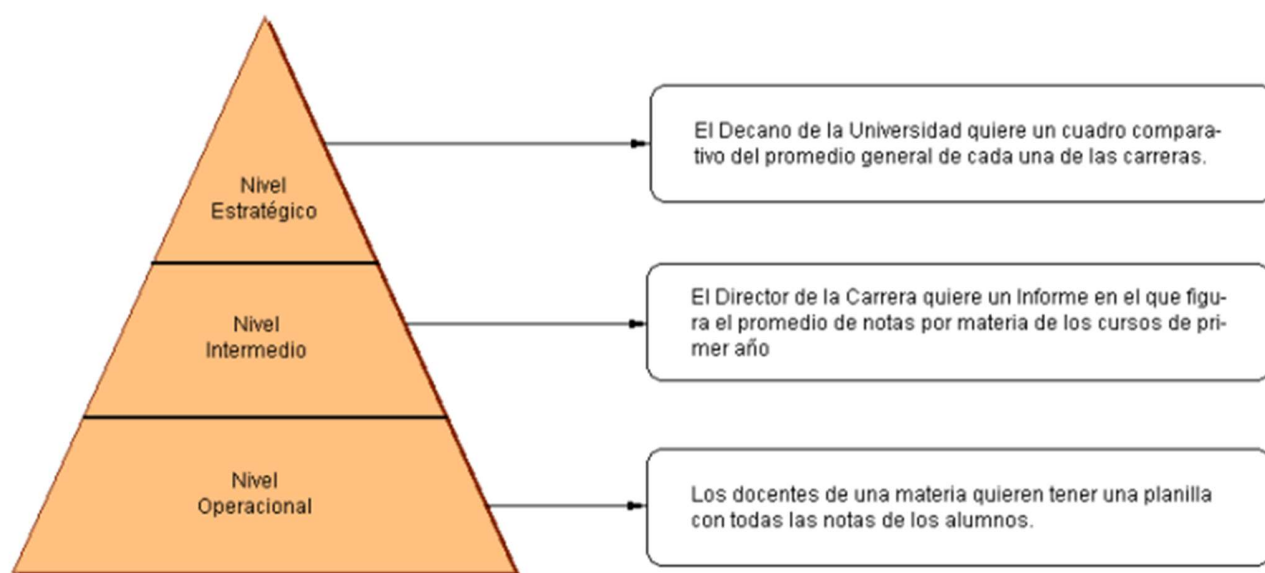 El Decano de la Universidad quiere un cuadro compara-
tivo del promedio general de cada una de las carreras.
Nivel
Estratégico
El Director de la Carrera quiere un Informe en el que figu-
ra el promedio de notas por materia de los cursos de pri-
mer año
Nivel
Intermedio
Nivel
Operacional
Los docentes de una materia quieren tener una planilla
con todas las notas de los alumnos.